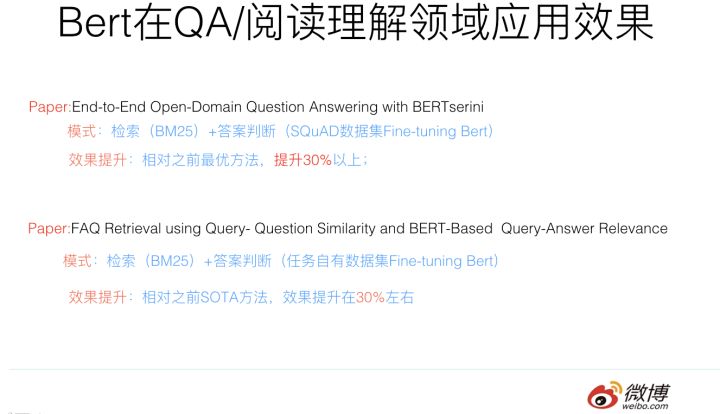 Bert在QA/阅读理解领域应用效果
Paper:End-to-End Open-Domain Question Answering with BERTserini
模式：检索（BM25）+答案判断（SQuAD数据集Fine-tuning Bert）
效果提升：相对之前最优方法，提升30%以上；
Paper:FAQ Retrieval using Query- Question Similarity and BERT-Based Query-Answer Relevance
模式：检索（BM25）+答案判断（任务自有数据集Fine-tuning Bert）
效果提升：相对之前SOTA方法，效果提升在30%左右
微博
weibo.com